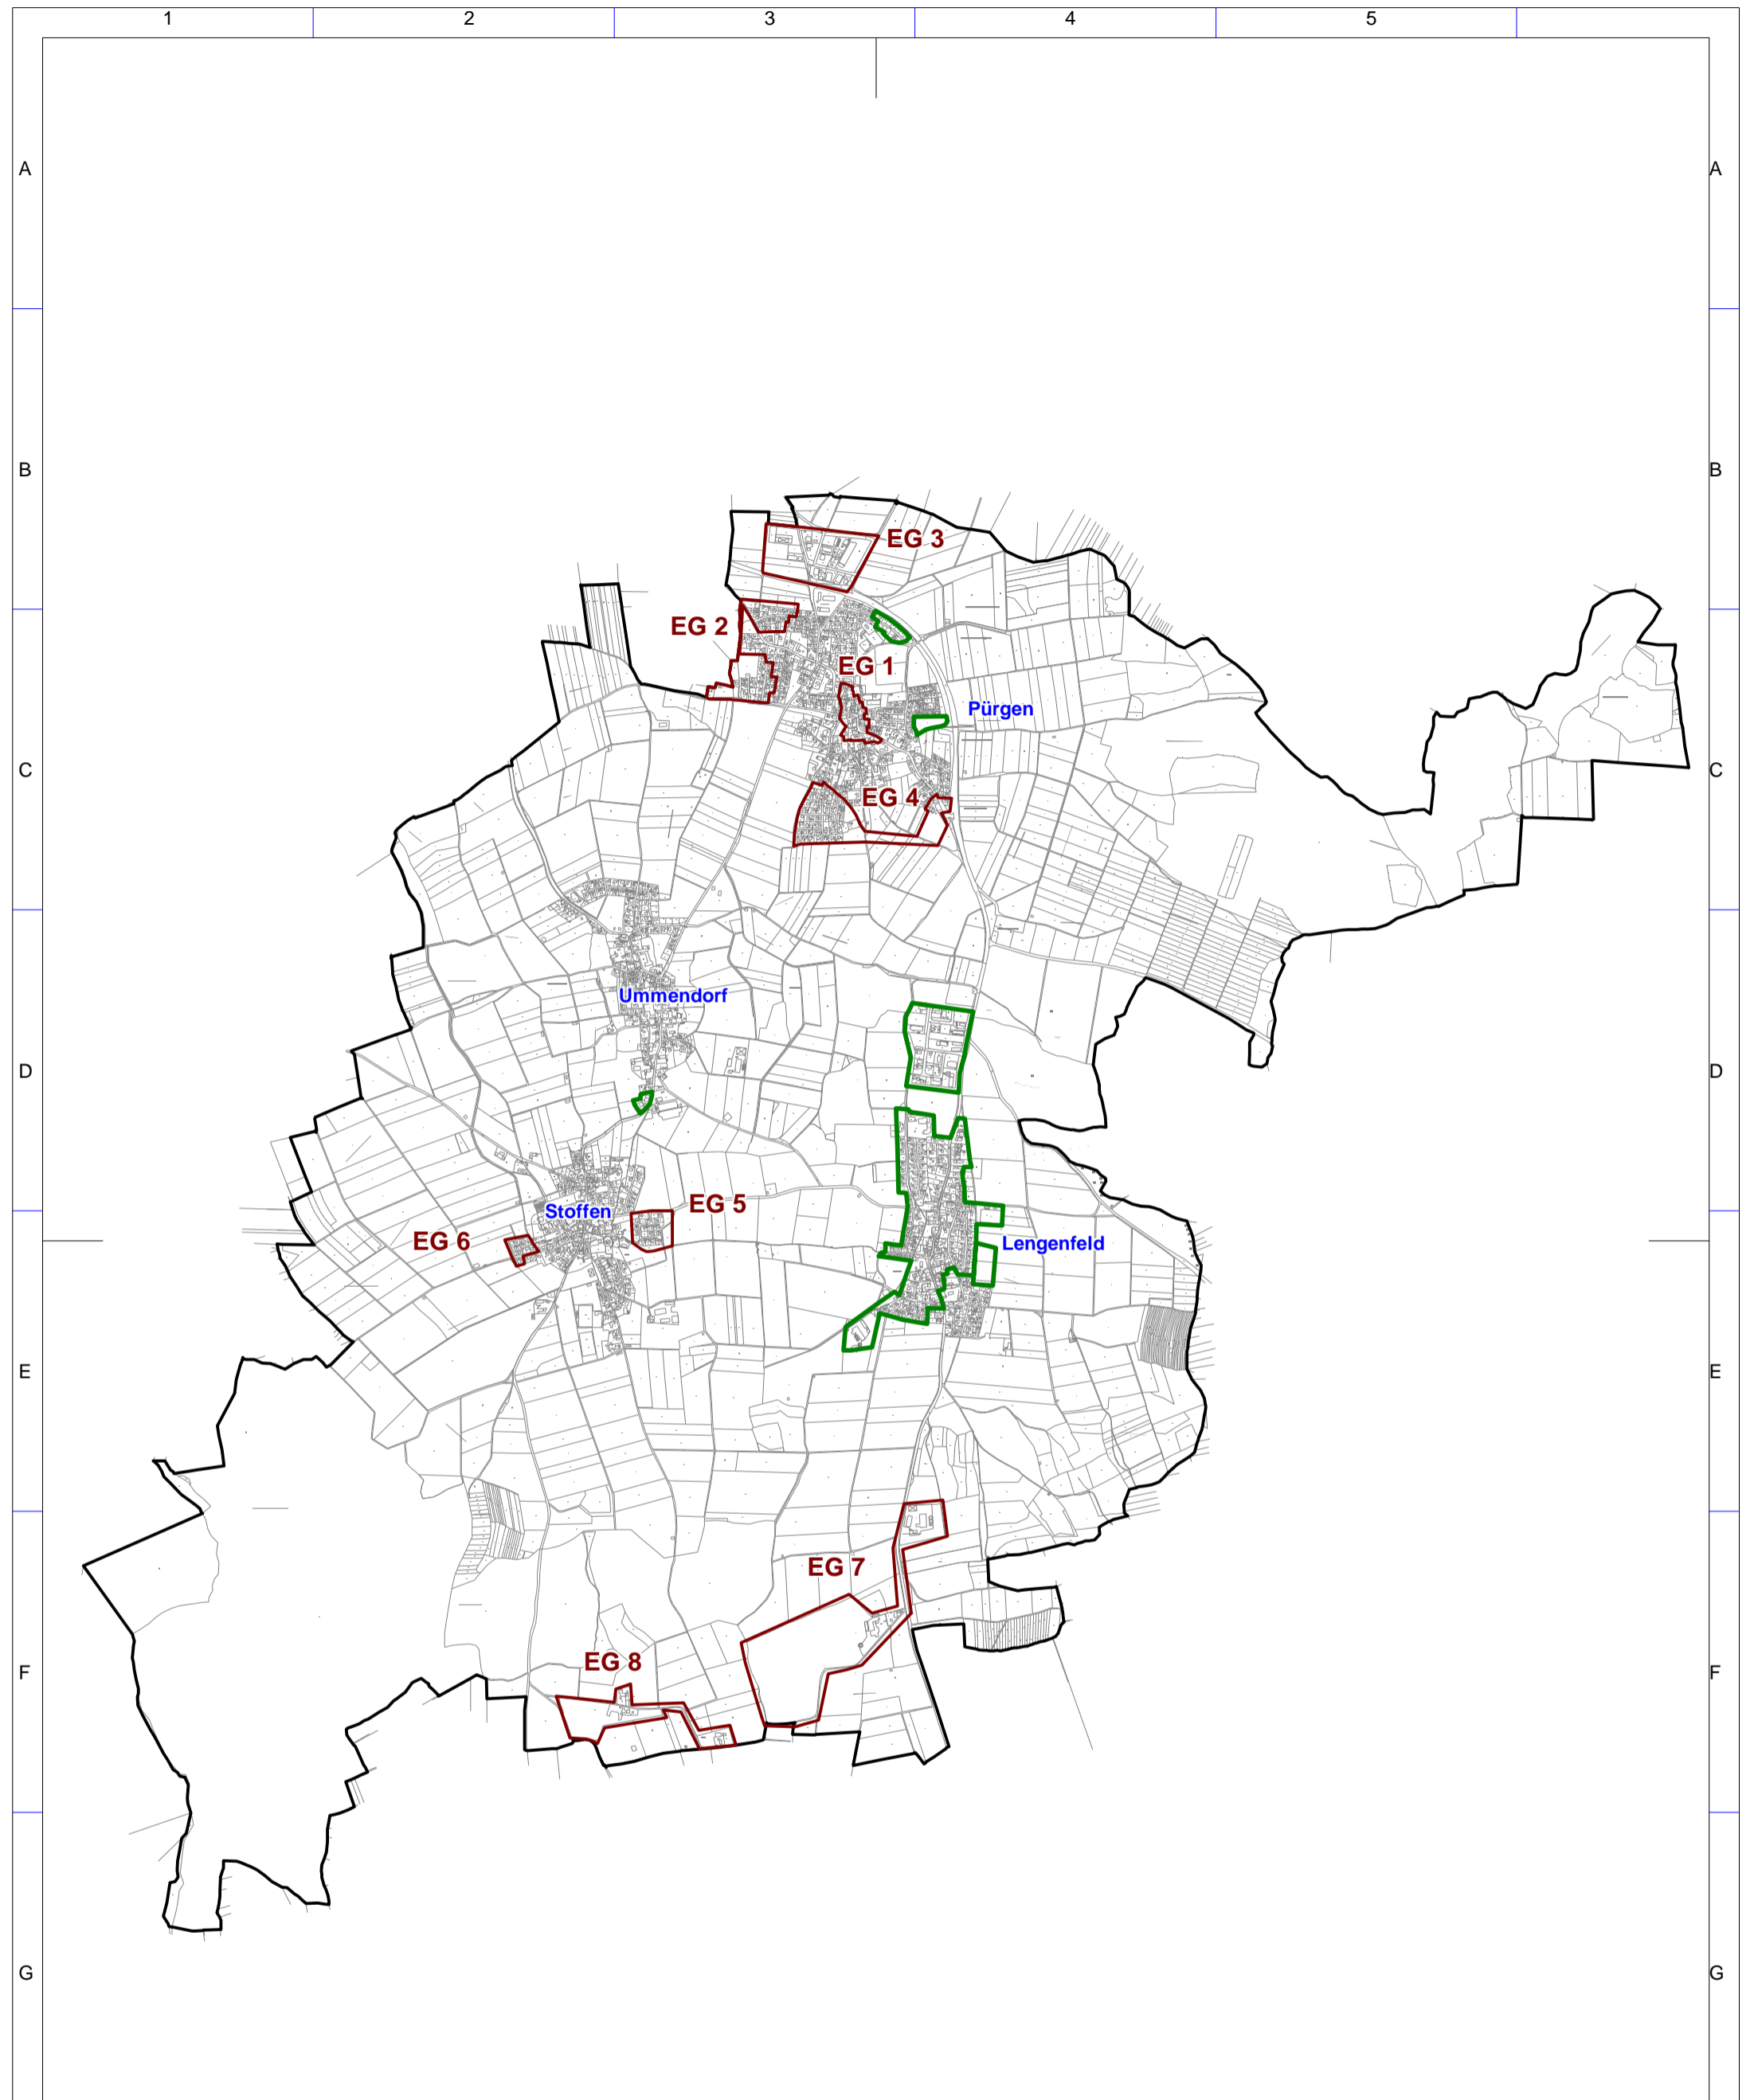 1 2 3 4 5
A A
B B
EG 3
EG 2
EG 1
Pürgen
C C
EG 4
Ummendorf
D D
EG 5
Stoffen
EG 6
Lengenfeld
E E
EG 7
EG 8
F F
G G